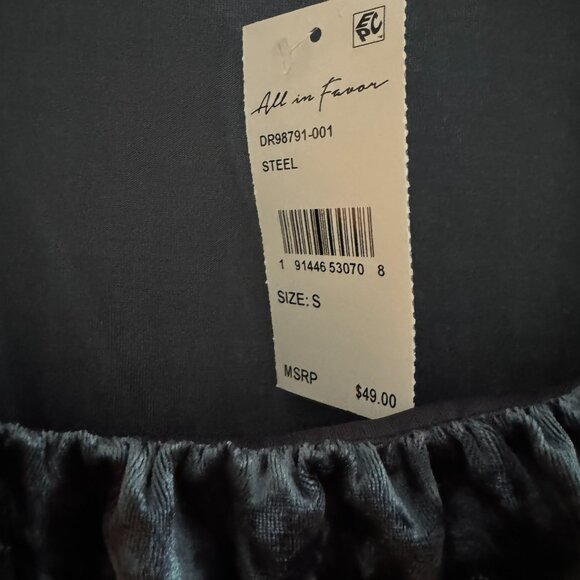 EPC
All in Favor
DR98791-001
STEEL
1 91446 53070 8
SIZE: S
MSRP
$49.00